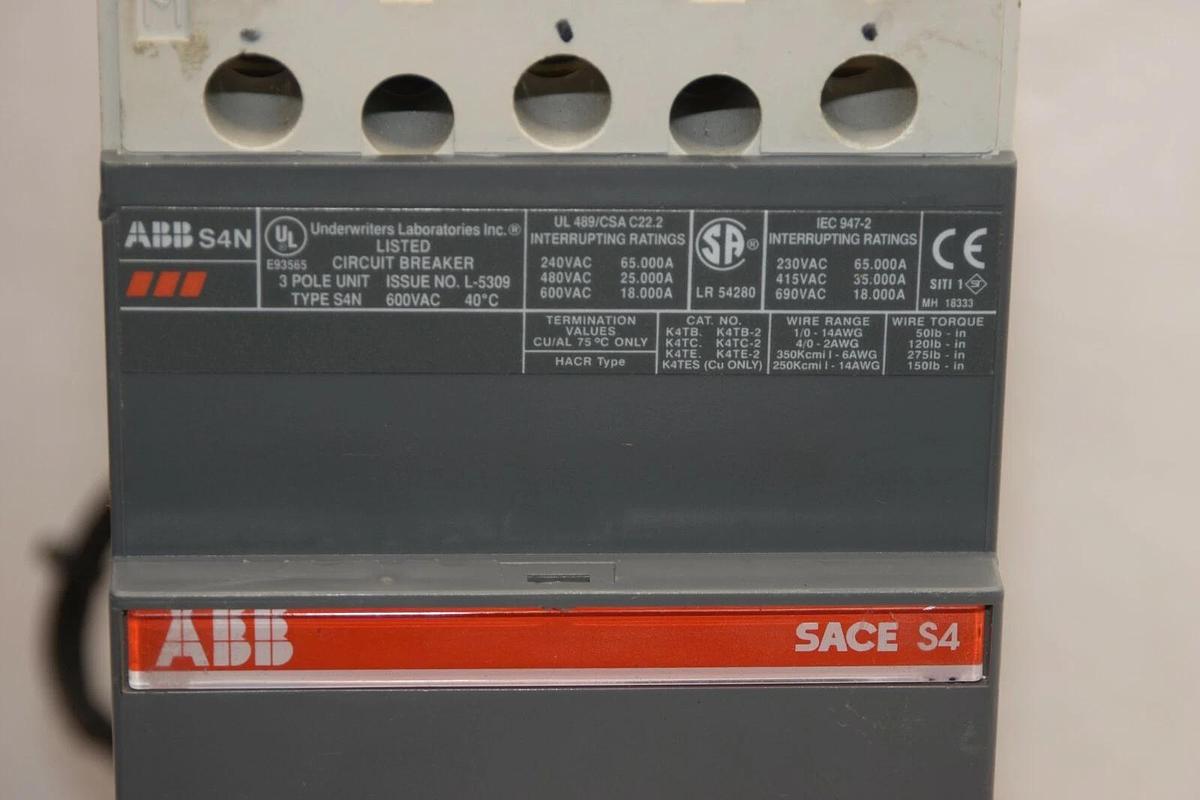 ABB S4N
UL
E93565
Underwriters Laboratories Inc.®
LISTED
CIRCUIT BREAKER
3 POLE UNIT ISSUE NO. L-5309
TYPE S4N 600VAC 40°C
UL 489/CSA C22.2
INTERRUPTING RATINGS
240VAC 65.000A
480VAC 25.000A
600VAC 18.000A
SA ®
LR 54280
IEC 947-2
INTERRUPTING RATINGS
230VAC 65.000A
415VAC 35.000A
690VAC 18.000A
CE
SITI 1
MH 18333
TERMINATION
VALUES
CU/AL 75 °C ONLY
HACR Type
CAT. NO.
K4TB. K4TB-2
K4TC. K4TC-2
K4TE. K4TE-2
K4TES (Cu ONLY)
WIRE RANGE
1/0 - 14AWG
4/0 - 2AWG
350Kcmi l - 6AWG
250Kcmi l - 14AWG
WIRE TORQUE
50lb - in
120lb - in
275lb - in
150lb - in
ABB
SACE S4